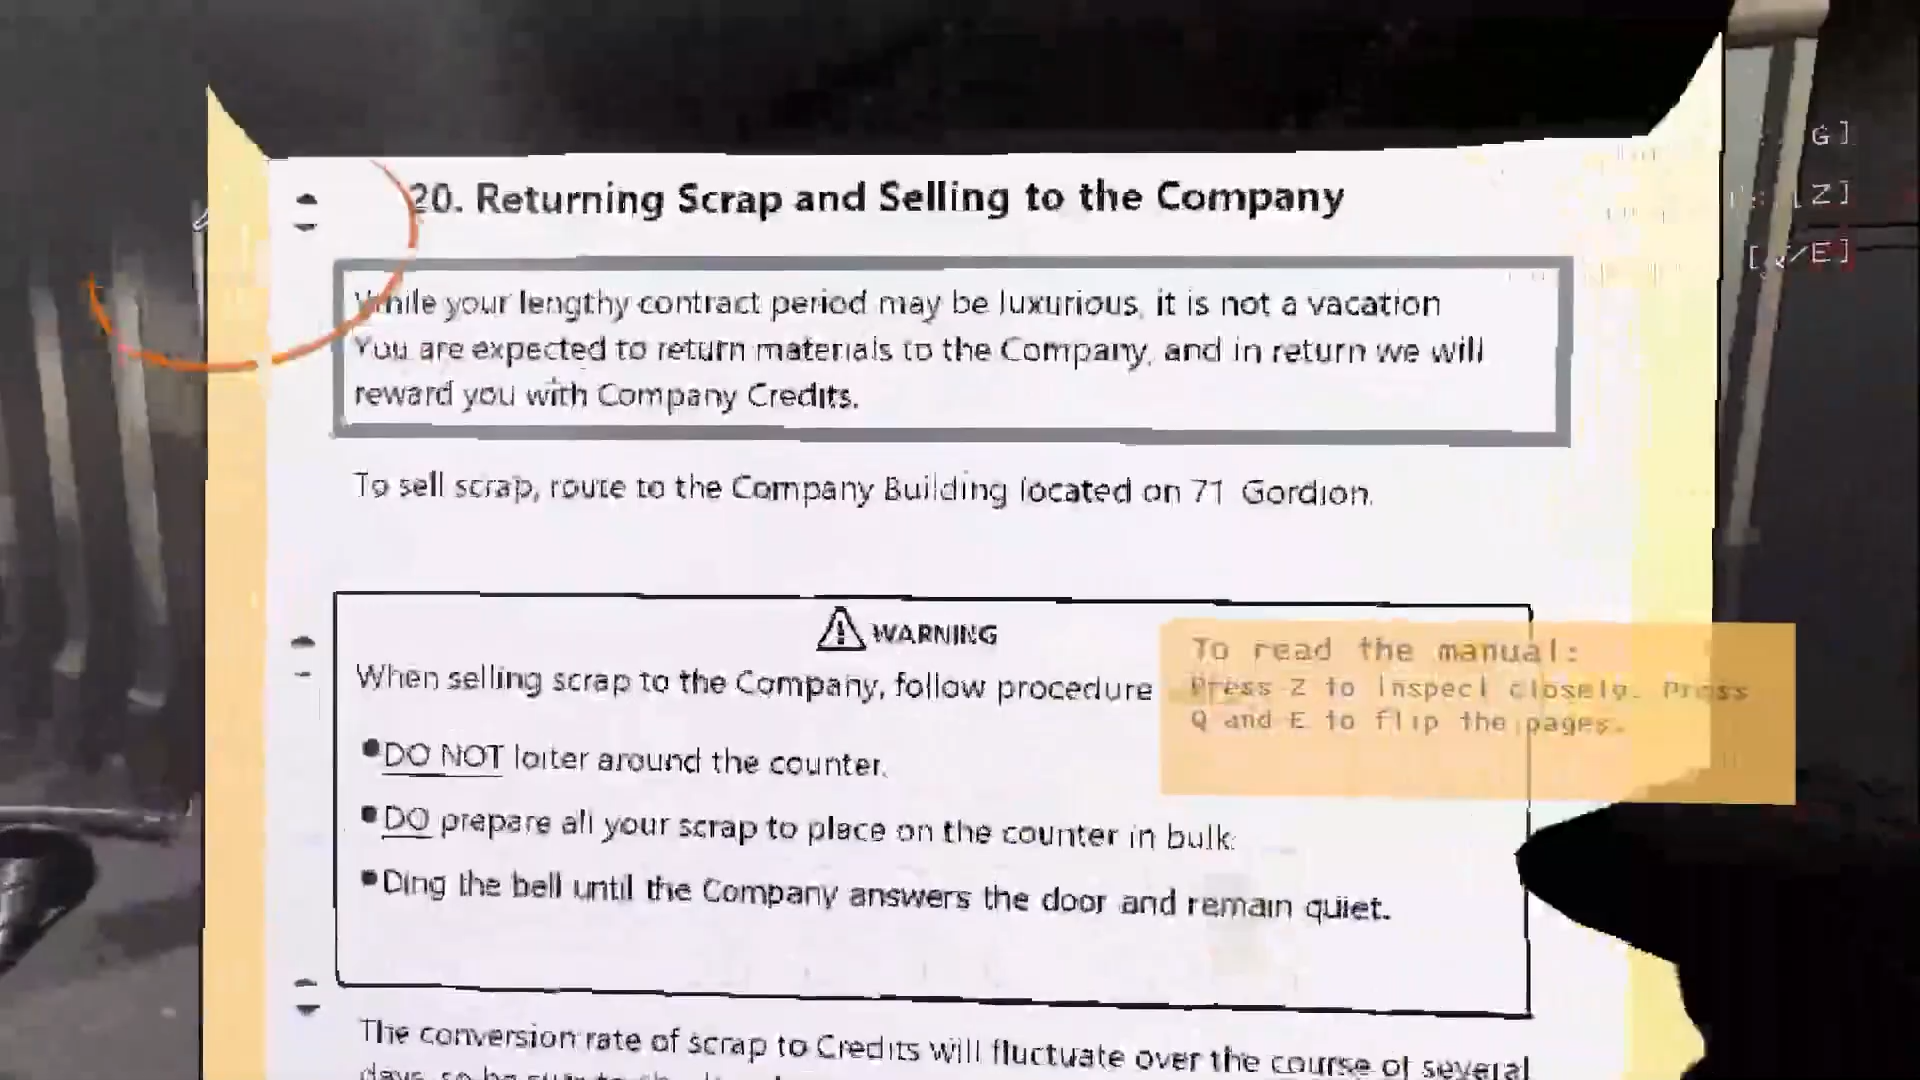 20. Returning Scrap and Selling to the Company
While your lengthy contract period may be luxurious, it is not a vacation
You are expected to return materials to the Company, and in return we will
reward you with Company Credits.
To sell scrap, route to the Company Building located on 71 Gordion.
WARNING
When selling scrap to the Company, follow procedure
•DO NOT loiter around the counter.
•DO prepare all your scrap to place on the counter in bulk.
•Ding the bell until the Company answers the door and remain quiet.
The conversion rate of scrap to Credits will fluctuate over the course of several
days, so be sure to
To read the manual:
Press Z to inspect closely. Press
Q and E to flip the pages.
G]
[Z]
[Q/E]